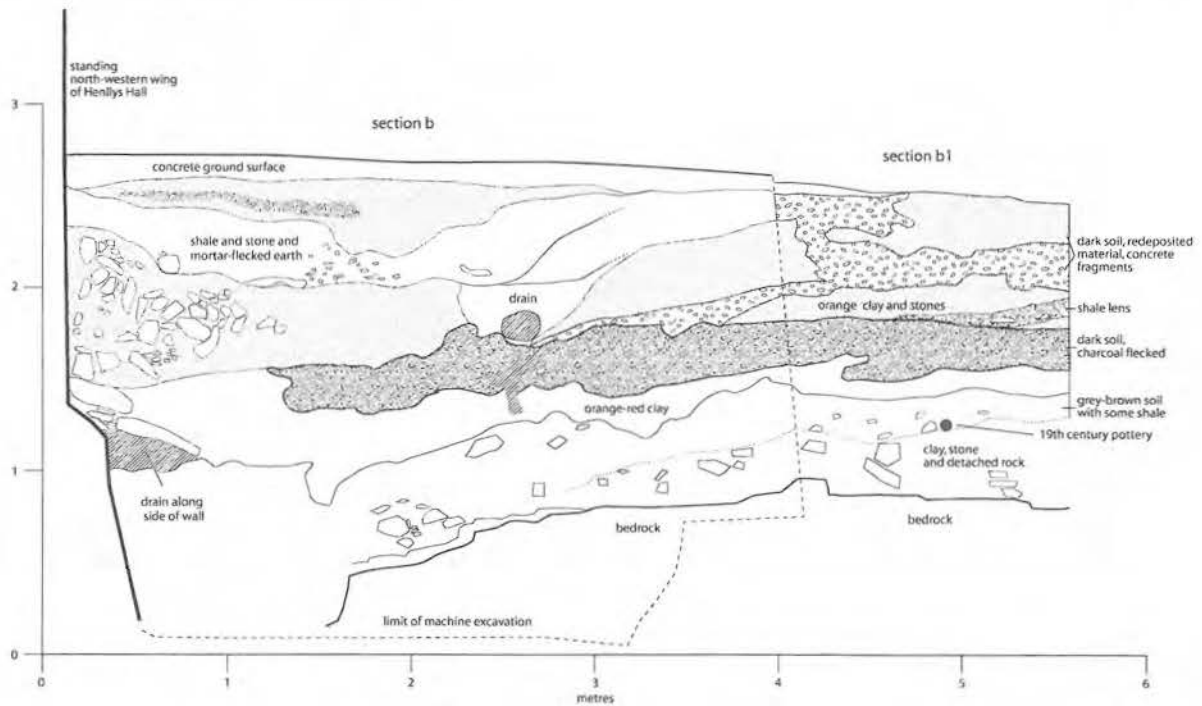 standing
north-western wing
of Henllys Hall
3
section b
section b1
concrete ground surface
shale and stone and
mortar-flecked earth
dark soil, redeposited
material, concrete
fragments
2
drain
orange clay and stones
shale lens
dark soil,
charcoal flecked
orange-red clay
grey-brown soil
with some shale
19th century pottery
clay, stone
and detached rock
1
drain along
side of wall
bedrock
bedrock
limit of machine excavation
0
0
1
2
3
4
5
6
metres